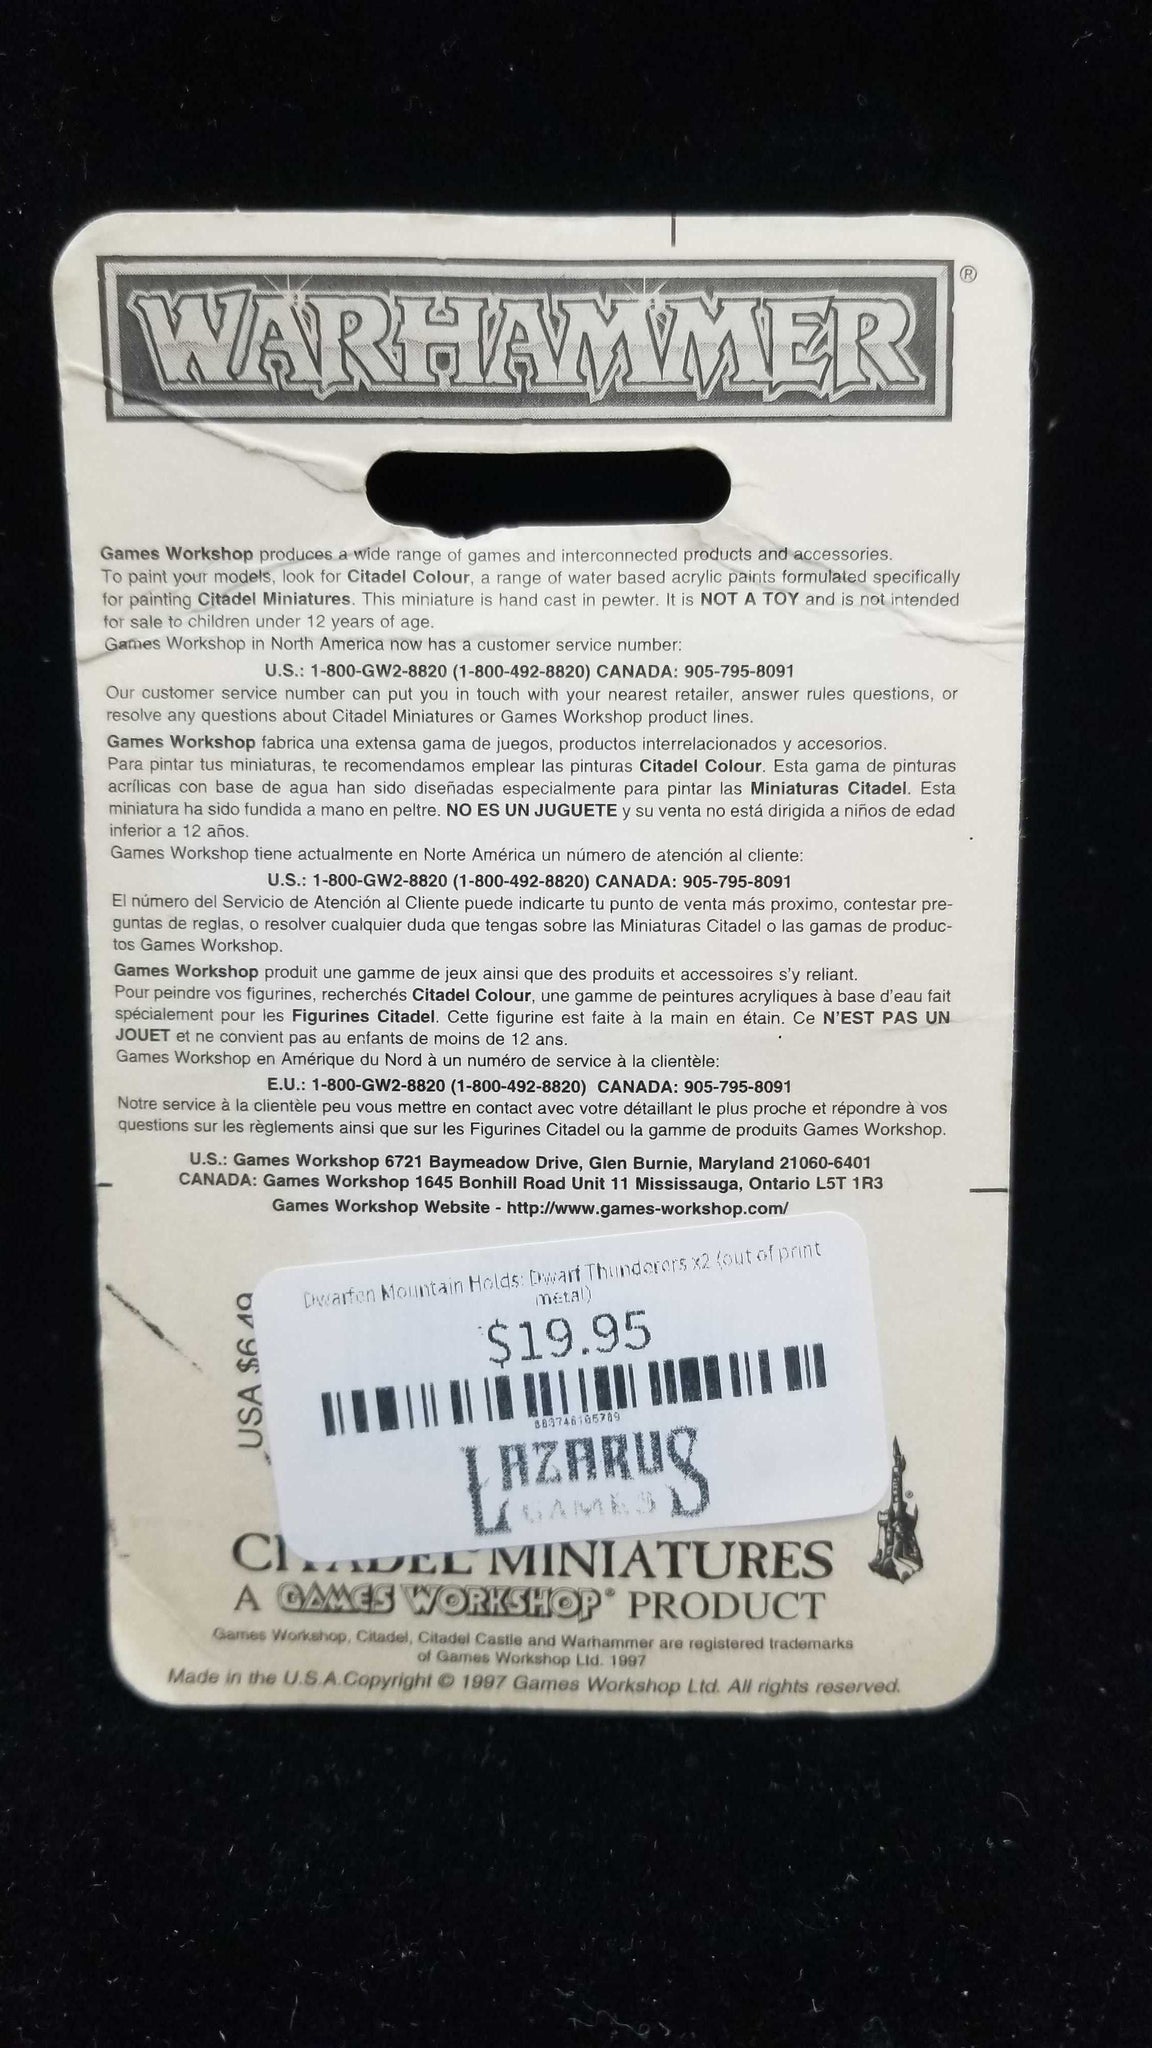 WARHAMMER®
Games Workshop produces a wide range of games and interconnected products and accessories.
To paint your models, look for Citadel Colour, a range of water based acrylic paints formulated specifically
for painting Citadel Miniatures. This miniature is hand cast in pewter. It is NOT A TOY and is not intended
for sale to children under 12 years of age.
Games Workshop in North America now has a customer service number:
U.S.: 1-800-GW2-8820 (1-800-492-8820) CANADA: 905-795-8091
Our customer service number can put you in touch with your nearest retailer, answer rules questions, or
resolve any questions about Citadel Miniatures or Games Workshop product lines.
Games Workshop fabrica una extensa gama de juegos, productos interrelacionados y accesorios.
Para pintar tus miniaturas, te recomendamos emplear las pinturas Citadel Colour. Esta gama de pinturas
acrílicas con base de agua han sido diseñadas especialmente para pintar las Miniaturas Citadel. Esta
miniatura ha sido fundida a mano en peltre. NO ES UN JUGUETE y su venta no está dirigida a niños de edad
inferior a 12 años.
Games Workshop tiene actualmente en Norte América un número de atención al cliente:
U.S.: 1-800-GW2-8820 (1-800-492-8820) CANADA: 905-795-8091
El número del Servicio de Atención al Cliente puede indicarte tu punto de venta más proximo, contestar pre-
guntas de reglas, o resolver cualquier duda que tengas sobre las Miniaturas Citadel o las gamas de produc-
tos Games Workshop.
Games Workshop produit une gamme de jeux ainsi que des produits et accessoires s'y reliant.
Pour peindre vos figurines, recherchés Citadel Colour, une gamme de peintures acryliques à base d'eau fait
spécialement pour les Figurines Citadel. Cette figurine est faite à la main en étain. Ce N'EST PAS UN
JOUET et ne convient pas au enfants de moins de 12 ans.
Games Workshop en Amérique du Nord à un numéro de service à la clientèle:
E.U.: 1-800-GW2-8820 (1-800-492-8820) CANADA: 905-795-8091
Notre service à la clientèle peu vous mettre en contact avec votre détaillant le plus proche et répondre à vos
questions sur les règlements ainsi que sur les Figurines Citadel ou la gamme de produits Games Workshop.
U.S.: Games Workshop 6721 Baymeadow Drive, Glen Burnie, Maryland 21060-6401
CANADA: Games Workshop 1645 Bonhill Road Unit 11 Mississauga, Ontario L5T 1R3
Games Workshop Website - http://www.games-workshop.com/
Dwarfen Mountain Holds: Dwarf Thunderers x2 (out of print
metal)
$19.95
LAZARUS
GAMES
USA $6.49
CITADEL® MINIATURES
A GAMES WORKSHOP® PRODUCT
Games Workshop, Citadel, Citadel Castle and Warhammer are registered trademarks
of Games Workshop Ltd. 1997
Made in the U.S.A. Copyright © 1997 Games Workshop Ltd. All rights reserved.